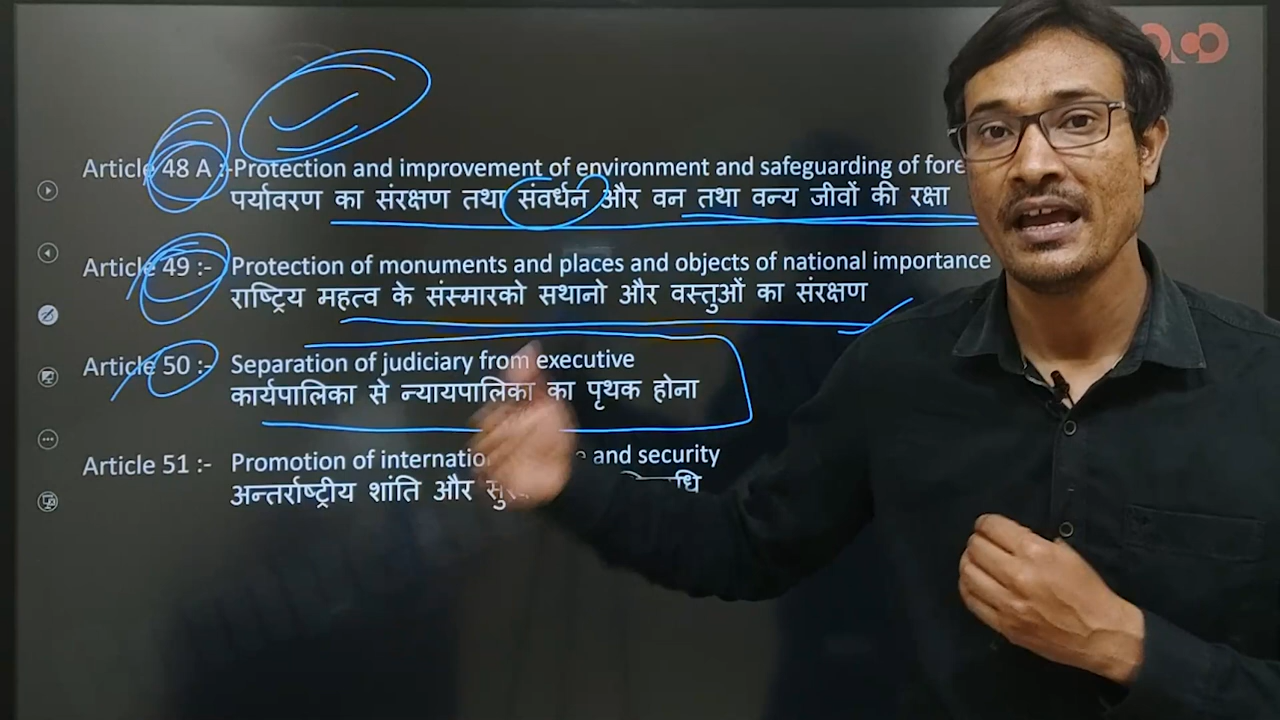 Article 48 A :- Protection and improvement of environment and safeguarding of
पर्यावरण का संरक्षण तथा संवर्धन और वन तथा वन्य जीवों की रक्षा
Article 49 :- Protection of monuments and places and objects of national importance
राष्ट्रिय महत्व के संस्मारको सथानो और वस्तुओं का संरक्षण
Article 50 :- Separation of judiciary from executive
कार्यपालिका से न्यायपालिका का पृथक होना
Article 51 :- Promotion of and security
अन्तर्राष्ट्रीय शांति और